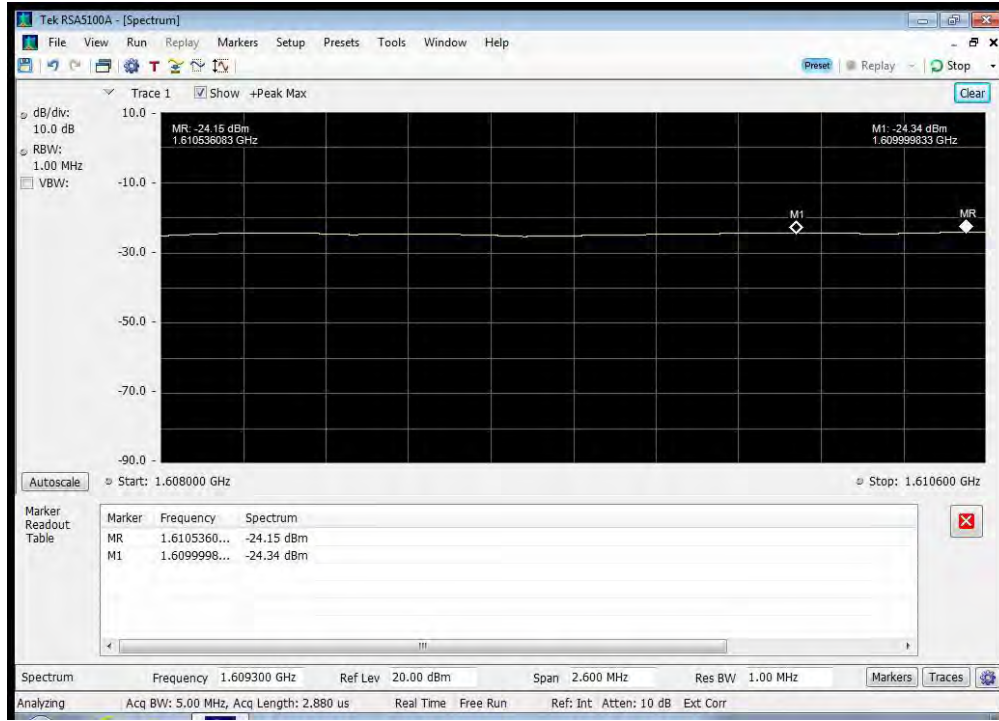 Tek RSA5100A - [Spectrum]
File View Run Replay Markers Setup Presets Tools Window Help
T Preset Replay Stop
Trace 1 Show +Peak Max Clear
dB/div:
10.0 dB
RBW:
1.00 MHz
VBW:
10.0
MR: -24.15 dBm
1.610536083 GHz
M1: -24.34 dBm
1.609999833 GHz
-10.0
M1
MR
-30.0
-50.0
-70.0
-90.0
Autoscale Start: 1.608000 GHz Stop: 1.610600 GHz
Marker
Readout
Table
Marker Frequency Spectrum
MR 1.6105360... -24.15 dBm
M1 1.6099998... -24.34 dBm
Spectrum Frequency 1.609300 GHz Ref Lev 20.00 dBm Span 2.600 MHz Res BW 1.00 MHz Markers Traces
Analyzing Acq BW: 5.00 MHz, Acq Length: 2.880 us Real Time Free Run Ref: Int Atten: 10 dB Ext Corr